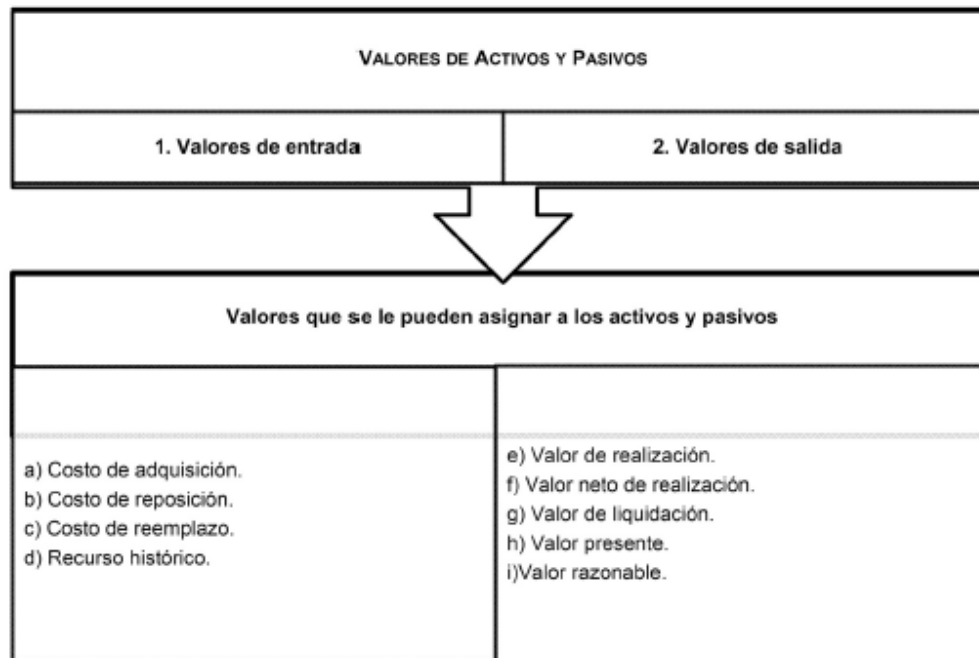 VALORES DE ACTIVOS Y PASIVOS
1. Valores de entrada
2. Valores de salida
Valores que se le pueden asignar a los activos y pasivos
a) Costo de adquisición.
b) Costo de reposición.
c) Costo de reemplazo.
d) Recurso histórico.
e) Valor de realización.
f) Valor neto de realización.
g) Valor de liquidación.
h) Valor presente.
i)Valor razonable.